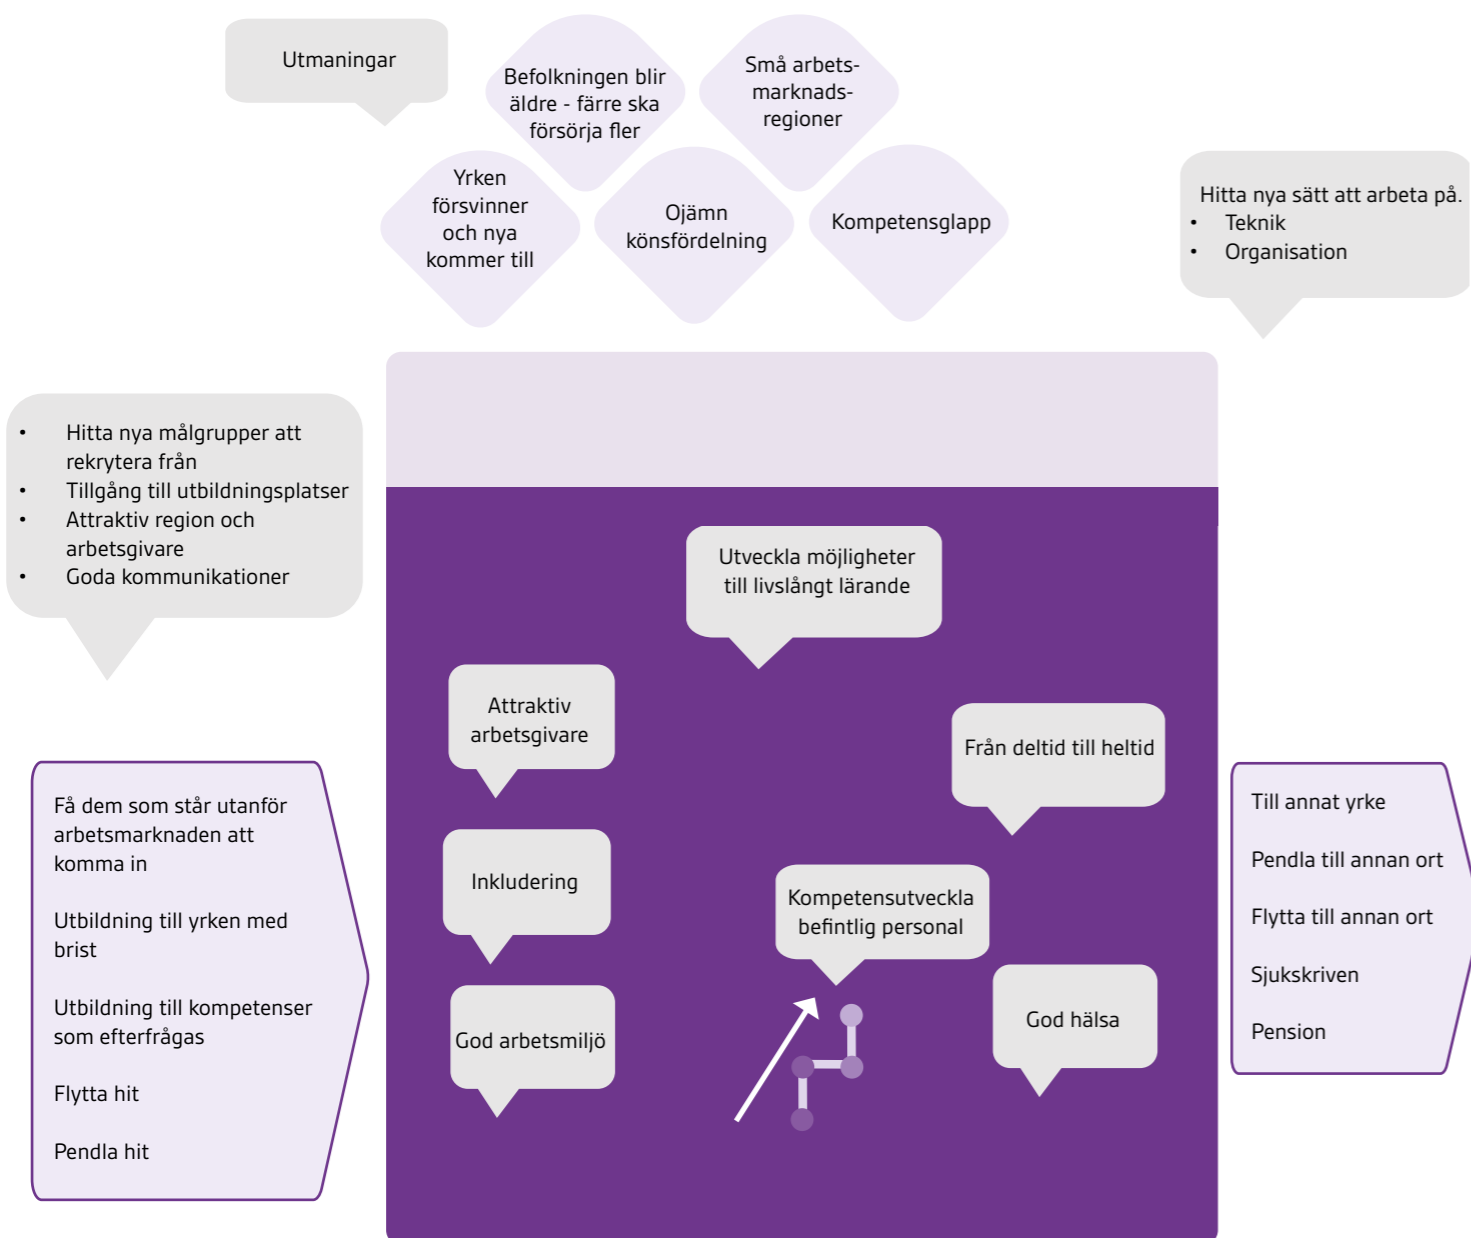 Utmaningar
Befolkningen blir
äldre - färre ska
försörja fler
Små arbets-
marknads-
regioner
Yrken
försvinner
och nya
kommer till
Ojämn
könsfördelning
Kompetensglapp
Hitta nya sätt att arbeta på.
• Teknik
• Organisation
• Hitta nya målgrupper att
rekrytera från
• Tillgång till utbildningsplatser
• Attraktiv region och
arbetsgivare
• Goda kommunikationer
Utveckla möjligheter
till livslångt lärande
Attraktiv
arbetsgivare
Från deltid till heltid
Inkludering
Kompetensutveckla
befintlig personal
God arbetsmiljö
God hälsa
Få dem som står utanför
arbetsmarknaden att
komma in
Utbildning till yrken med
brist
Utbildning till kompetenser
som efterfrågas
Flytta hit
Pendla hit
Till annat yrke
Pendla till annan ort
Flytta till annan ort
Sjukskriven
Pension